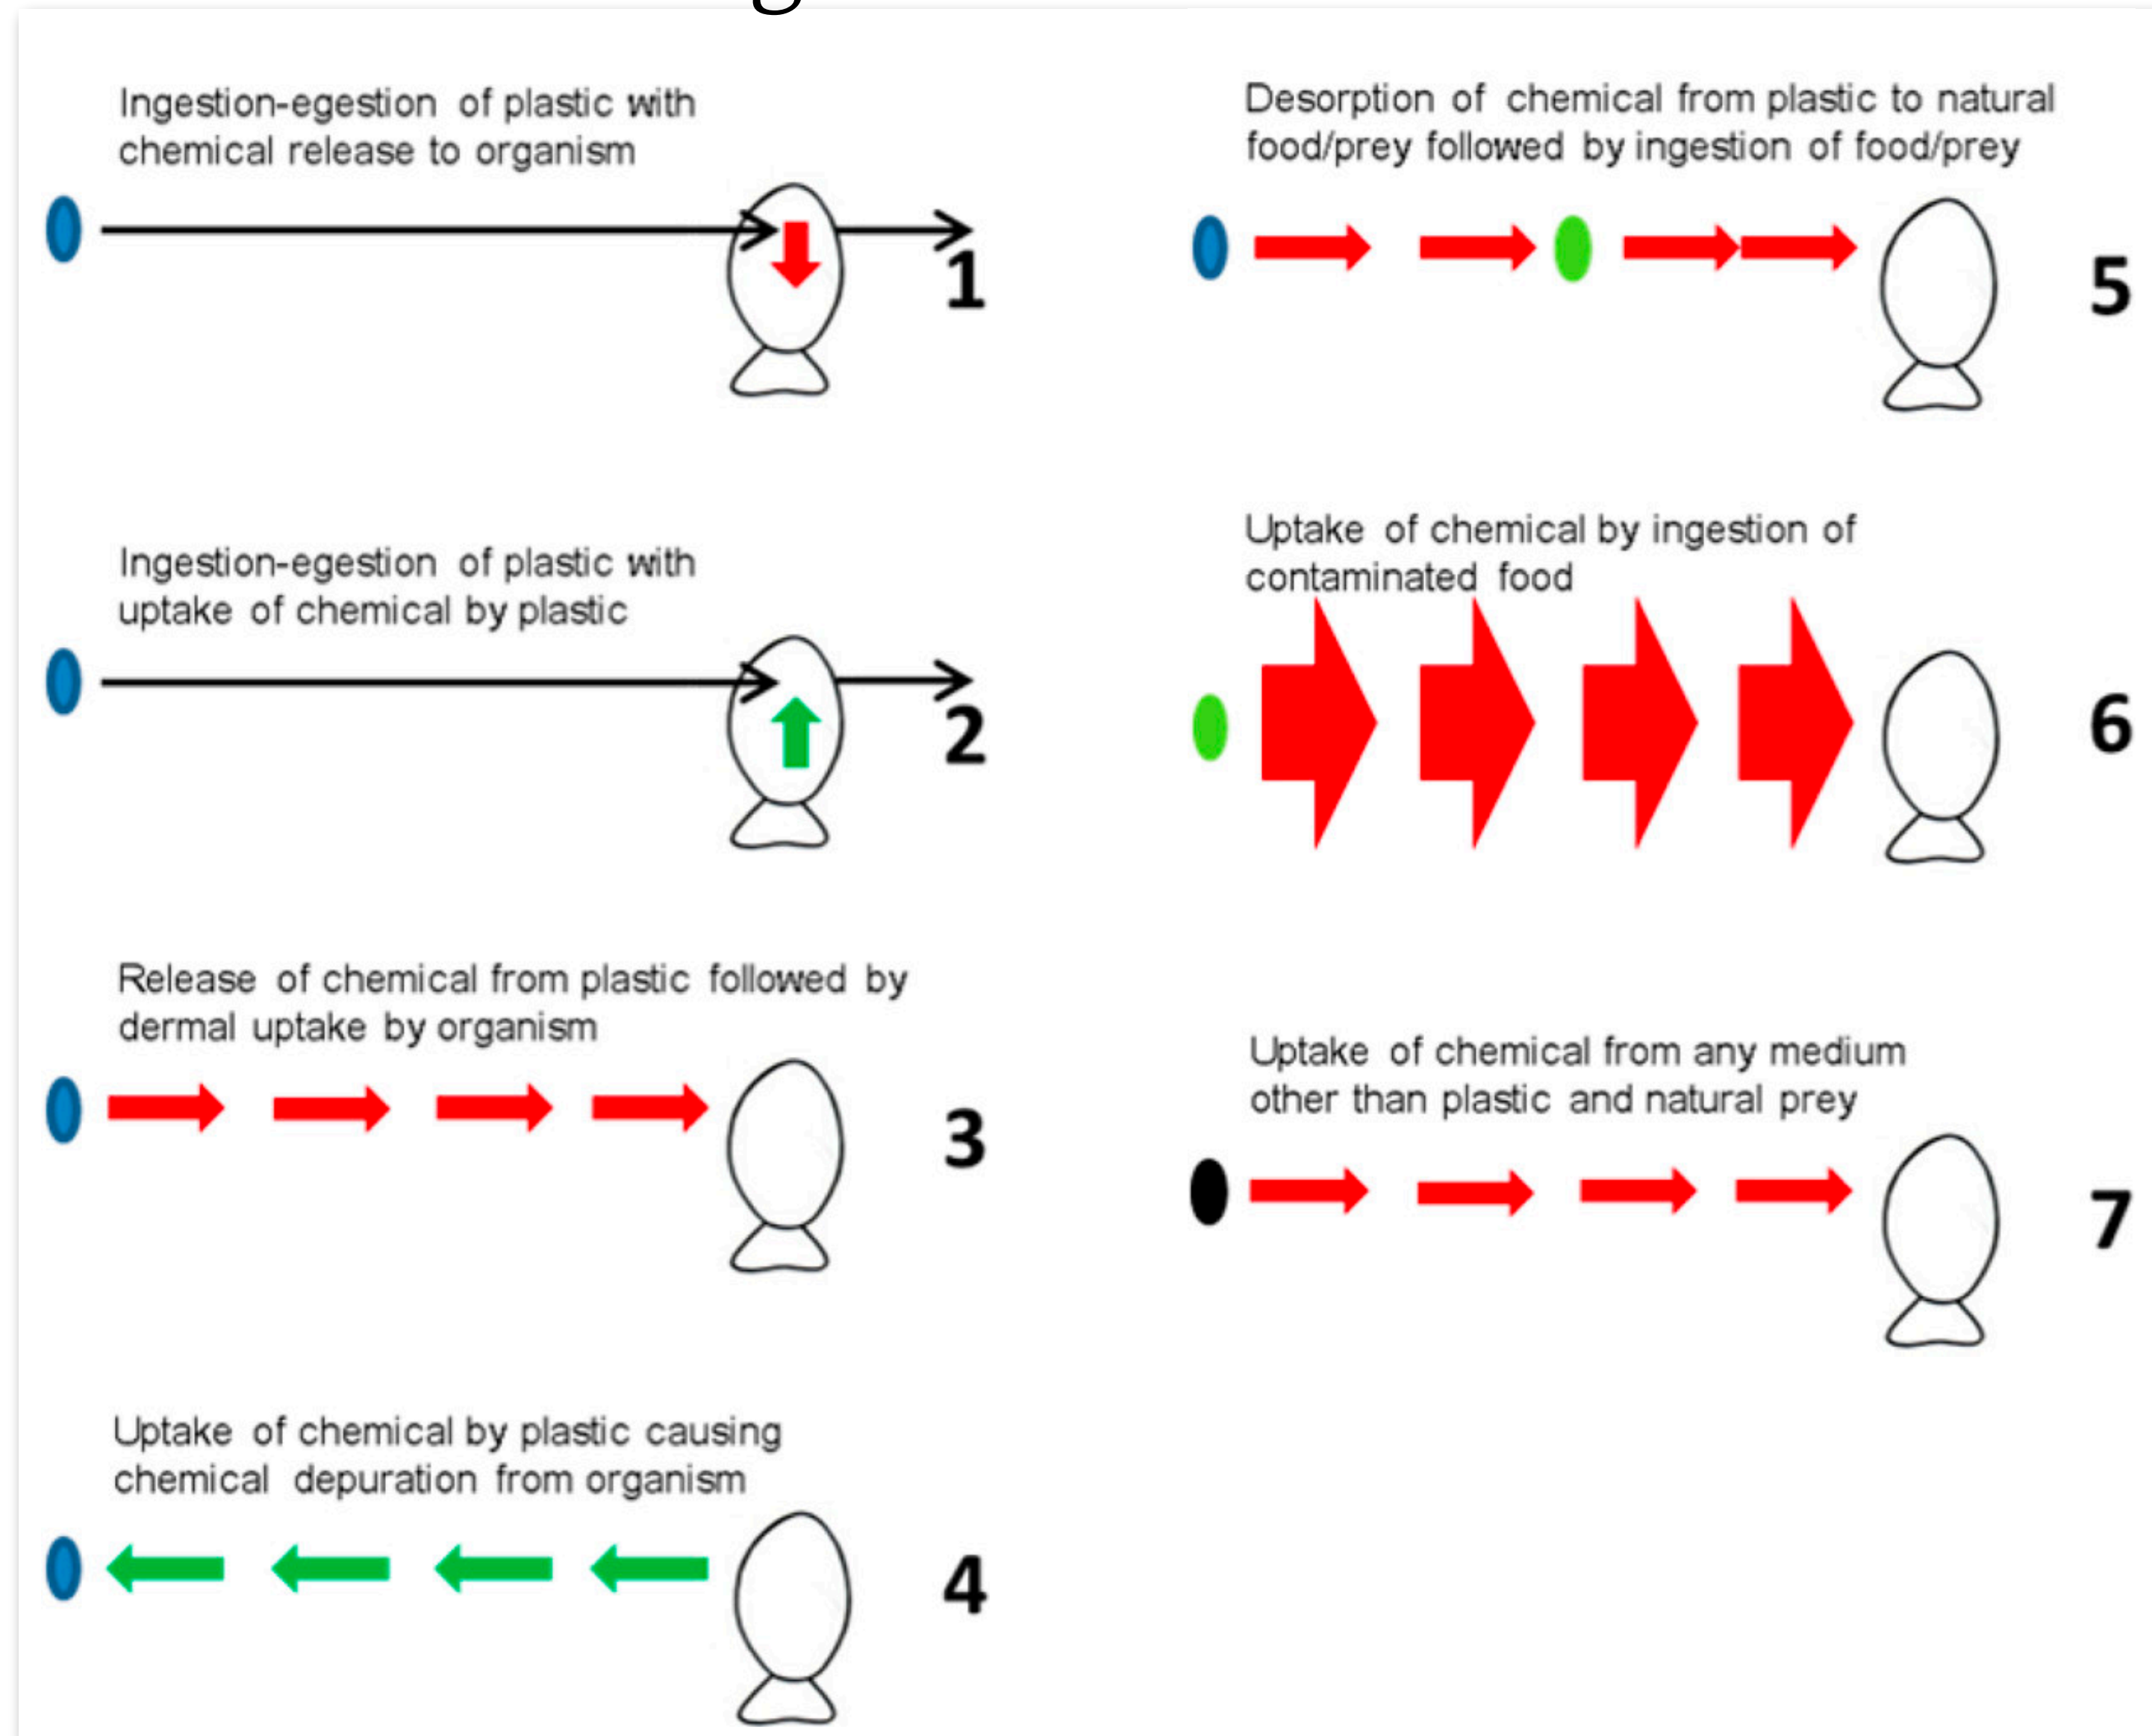 Ingestion-egestion of plastic with
chemical release to organism
1
Ingestion-egestion of plastic with
uptake of chemical by plastic
2
Release of chemical from plastic followed by
dermal uptake by organism
3
Uptake of chemical by plastic causing
chemical depuration from organism
4
Desorption of chemical from plastic to natural
food/prey followed by ingestion of food/prey
5
Uptake of chemical by ingestion of
contaminated food
6
Uptake of chemical from any medium
other than plastic and natural prey
7